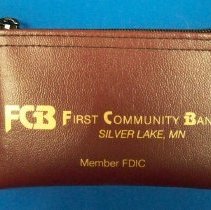 FCB FIRST COMMUNITY BAN
SILVER LAKE, MN
Member FDIC